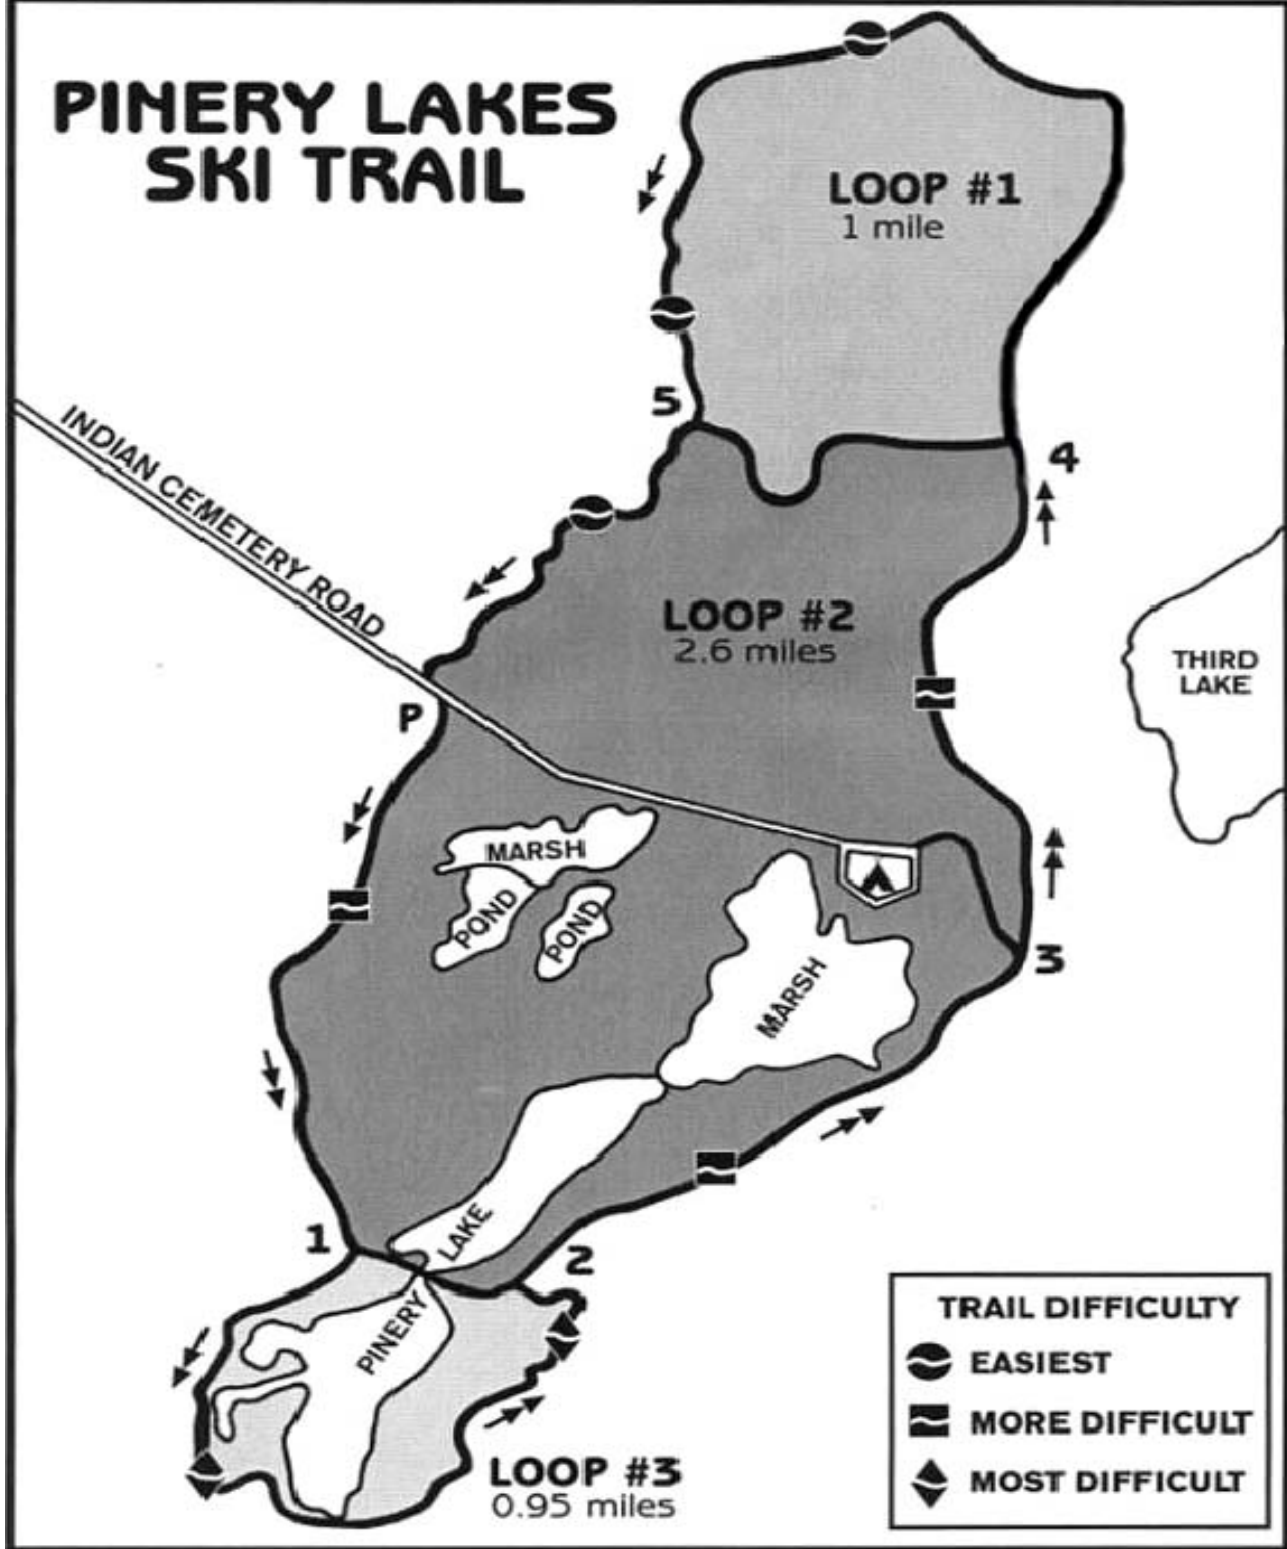 PINERY LAKES
SKI TRAIL
LOOP #1
1 mile
5
4
INDIAN CEMETERY ROAD
LOOP #2
2.6 miles
THIRD
LAKE
P
MARSH
POND
POND
MARSH
3
1
LAKE
2
PINERY
LOOP #3
0.95 miles
TRAIL DIFFICULTY
EASIEST
MORE DIFFICULT
MOST DIFFICULT